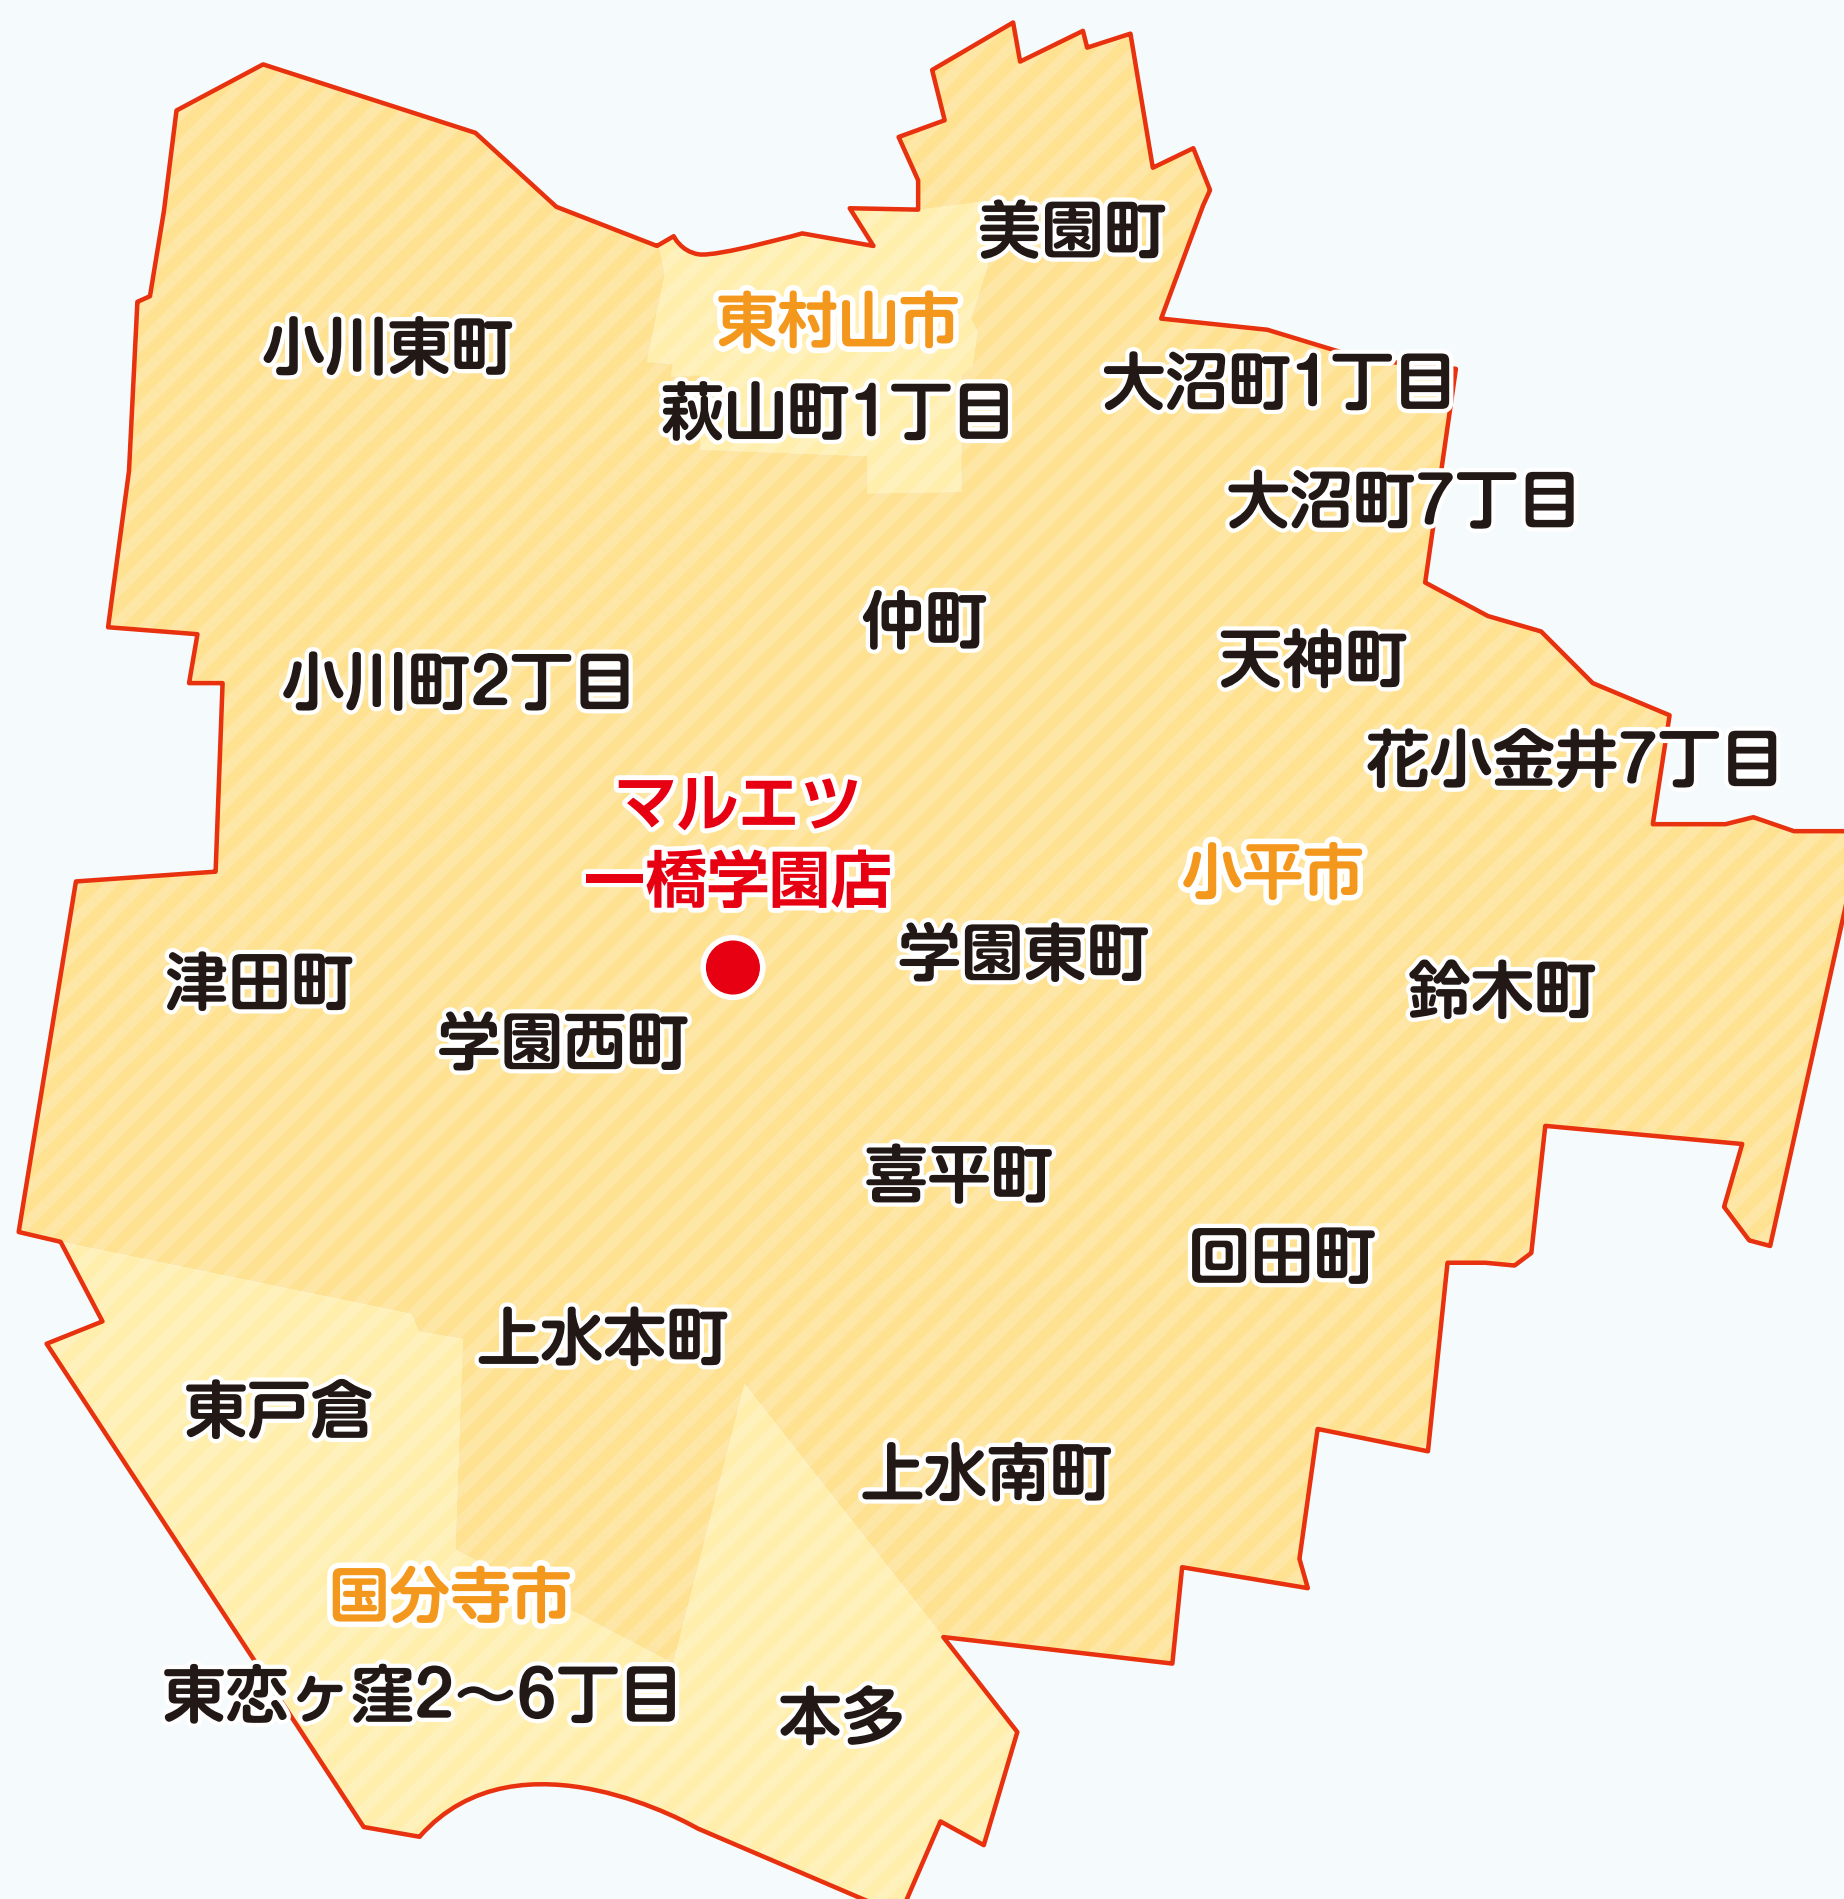 美園町
東村山市
小川東町
萩山町1丁目
大沼町1丁目
大沼町7丁目
仲町
天神町
小川町2丁目
花小金井7丁目
マルエツ
一橋学園店
小平市
学園東町
津田町
鈴木町
学園西町
喜平町
回田町
上水本町
東戸倉
上水南町
国分寺市
東恋ヶ窪2〜6丁目
本多